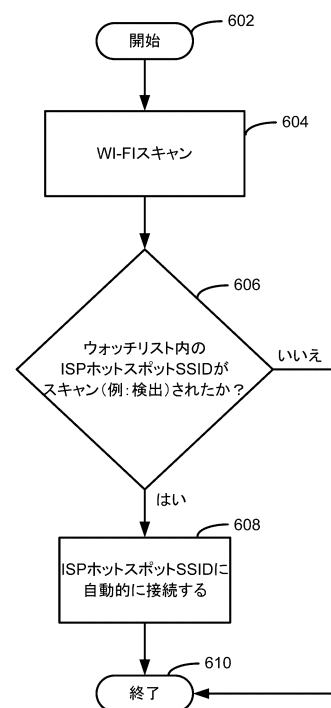 602
開始
604
WI-FIスキャン
606
ウォッチリスト内の
ISPホットスポットSSIDが
スキャン(例:検出)されたか?
いいえ
はい
608
ISPホットスポットSSIDに
自動的に接続する
610
終了